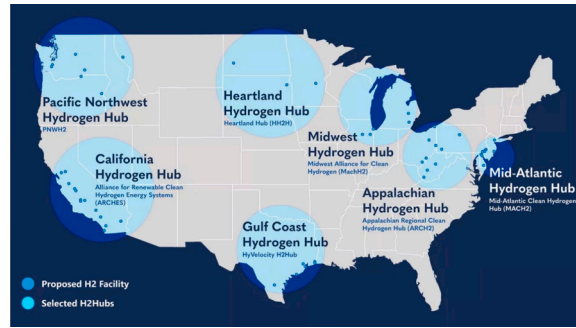 Pacific Northwest
Hydrogen Hub
PNWH2
Heartland
Hydrogen Hub
Heartland Hub (HH2H)
Midwest
Hydrogen Hub
Midwest Alliance for Clean
Hydrogen (MachH2)
California
Hydrogen Hub
Alliance for Renewable Clean
Hydrogen Energy Systems
(ARCHES)
Appalachian
Hydrogen Hub
Appalachian Regional Clean
Hydrogen Hub (ARCH2)
Mid-Atlantic
Hydrogen Hub
Mid-Atlantic Clean Hydrogen
Hub (MACH2)
Gulf Coast
Hydrogen Hub
HyVelocity H2Hub
Proposed H2 Facility
Selected H2Hubs